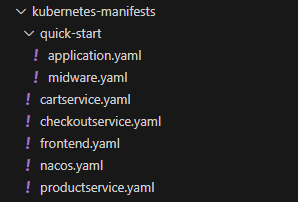 kubernetes-manifests
quick-start
! application.yaml
! midware.yaml
! cartservice.yaml
! checkoutservice.yaml
! frontend.yaml
! nacos.yaml
! productservice.yaml